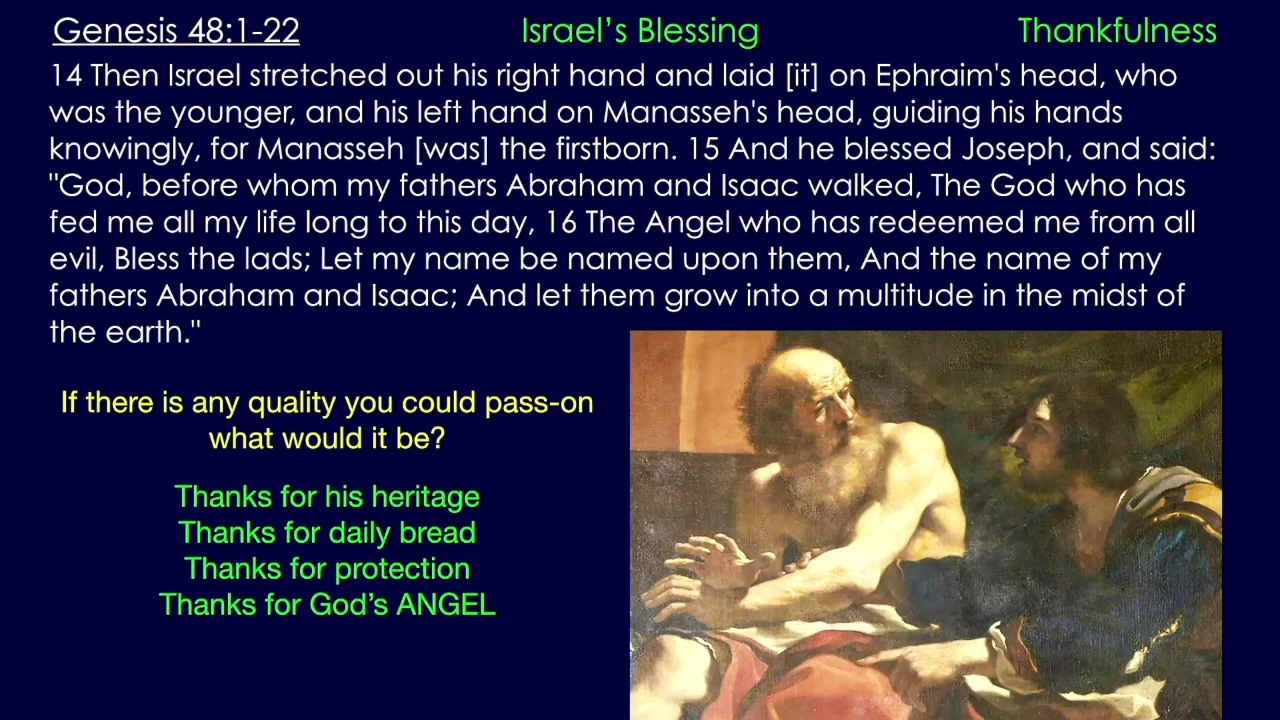 Genesis 48:1-22 Israel’s Blessing Thankfulness
14 Then Israel stretched out his right hand and laid [it] on Ephraim's head, who
was the younger, and his left hand on Manasseh's head, guiding his hands
knowingly, for Manasseh [was] the firstborn. 15 And he blessed Joseph, and said:
"God, before whom my fathers Abraham and Isaac walked, The God who has
fed me all my life long to this day, 16 The Angel who has redeemed me from all
evil, Bless the lads; Let my name be named upon them, And the name of my
fathers Abraham and Isaac; And let them grow into a multitude in the midst of
the earth."
If there is any quality you could pass-on
what would it be?
Thanks for his heritage
Thanks for daily bread
Thanks for protection
Thanks for God’s ANGEL